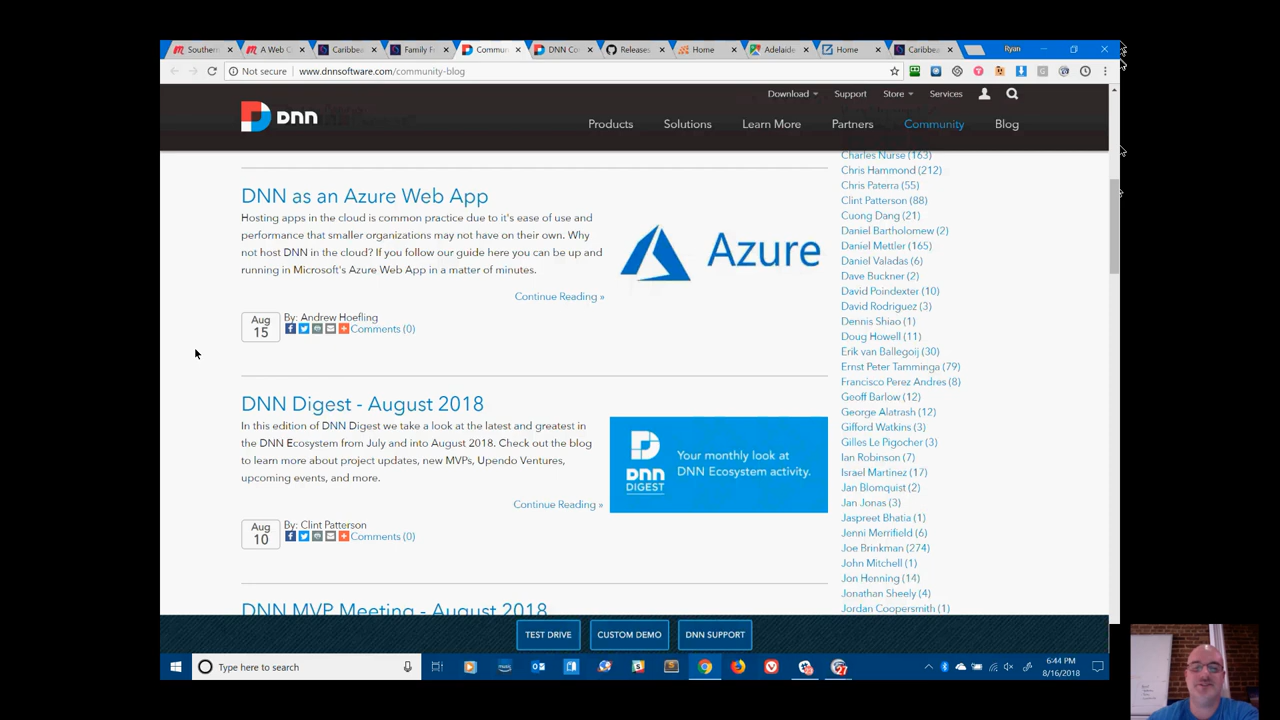 Southern
A Web C
Caribbea
Family F
Commun
DNN Co
Releases
Home
Adelaide
Home
Caribbea
Ryan
Not secure
www.dnnsoftware.com/community-blog
Download
Support
Store
Services
DNN
Products
Solutions
Learn More
Partners
Community
Blog
DNN as an Azure Web App
Hosting apps in the cloud is common practice due to it's ease of use and
performance that smaller organizations may not have on their own. Why
not host DNN in the cloud? If you follow our guide here you can be up and
running in Microsoft's Azure Web App in a matter of minutes.
Azure
Continue Reading »
Aug
15
By: Andrew Hoefling
Comments (0)
DNN Digest - August 2018
In this edition of DNN Digest we take a look at the latest and greatest in
the DNN Ecosystem from July and into August 2018. Check out the blog
to learn more about project updates, new MVPs, Upendo Ventures,
upcoming events, and more.
DNN
DIGEST
Your monthly look at
DNN Ecosystem activity.
Continue Reading »
Aug
10
By: Clint Patterson
Comments (0)
DNN MVP Meeting - August 2018
Charles Nurse (163)
Chris Hammond (212)
Chris Paterra (55)
Clint Patterson (88)
Cuong Dang (21)
Daniel Bartholomew (2)
Daniel Mettler (165)
Daniel Valadas (6)
Dave Buckner (2)
David Poindexter (10)
David Rodriguez (3)
Dennis Shiao (1)
Doug Howell (11)
Erik van Ballegoij (30)
Ernst Peter Tamminga (79)
Francisco Perez Andres (8)
Geoff Barlow (12)
George Alatrash (12)
Gifford Watkins (3)
Gilles Le Pigocher (3)
Ian Robinson (7)
Israel Martinez (17)
Jan Blomquist (2)
Jan Jonas (3)
Jaspreet Bhatia (1)
Jenni Merrifield (6)
Joe Brinkman (274)
John Mitchell (1)
Jon Henning (14)
Jonathan Sheely (4)
Jordan Coopersmith (1)
TEST DRIVE
CUSTOM DEMO
DNN SUPPORT
Type here to search
6:44 PM
8/16/2018